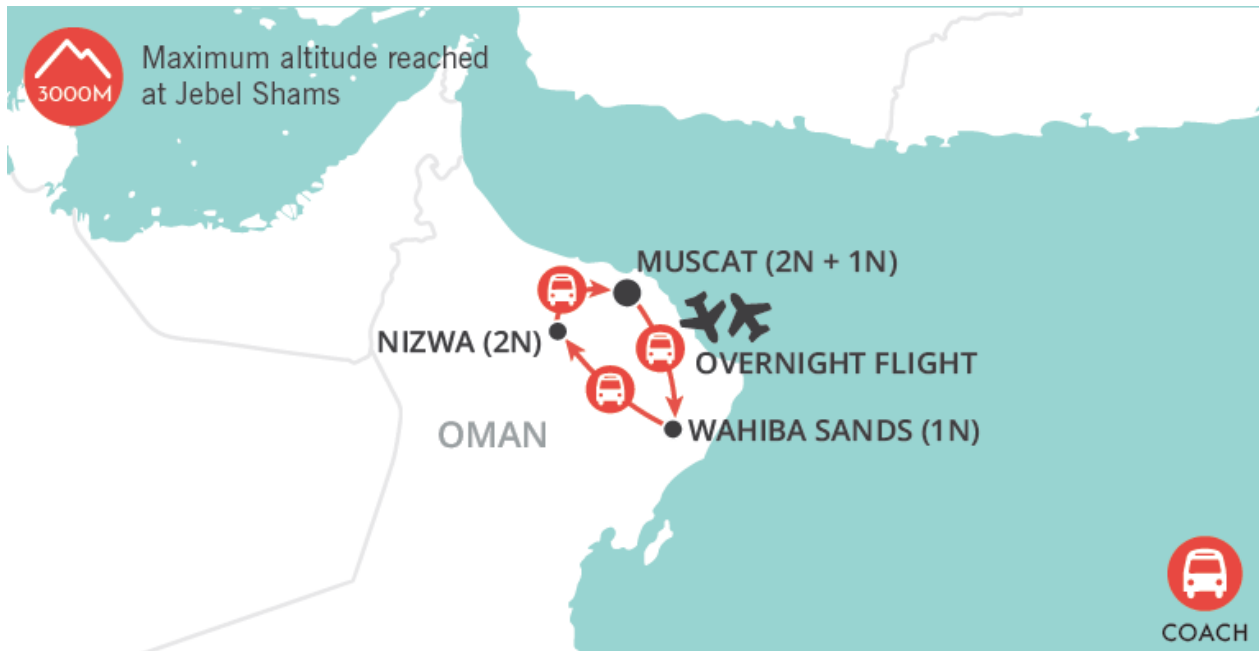 3000M
Maximum altitude reached
at Jebel Shams
MUSCAT (2N + 1N)
NIZWA (2N)
OVERNIGHT FLIGHT
OMAN
WAHIBA SANDS (1N)
COACH